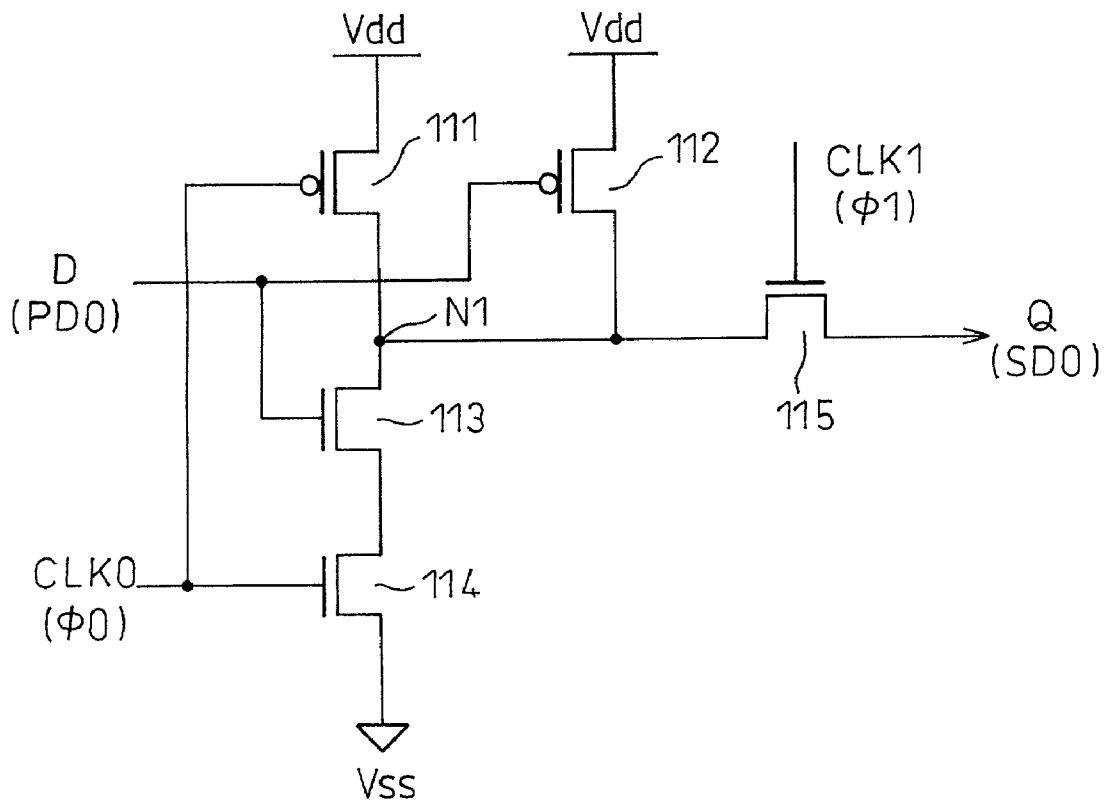 Vdd
Vdd
111
112
CLK1
(ϕ1)
D
(PD0)
N1
Q
(SD0)
113
115
CLK0
(ϕ0)
114
Vss